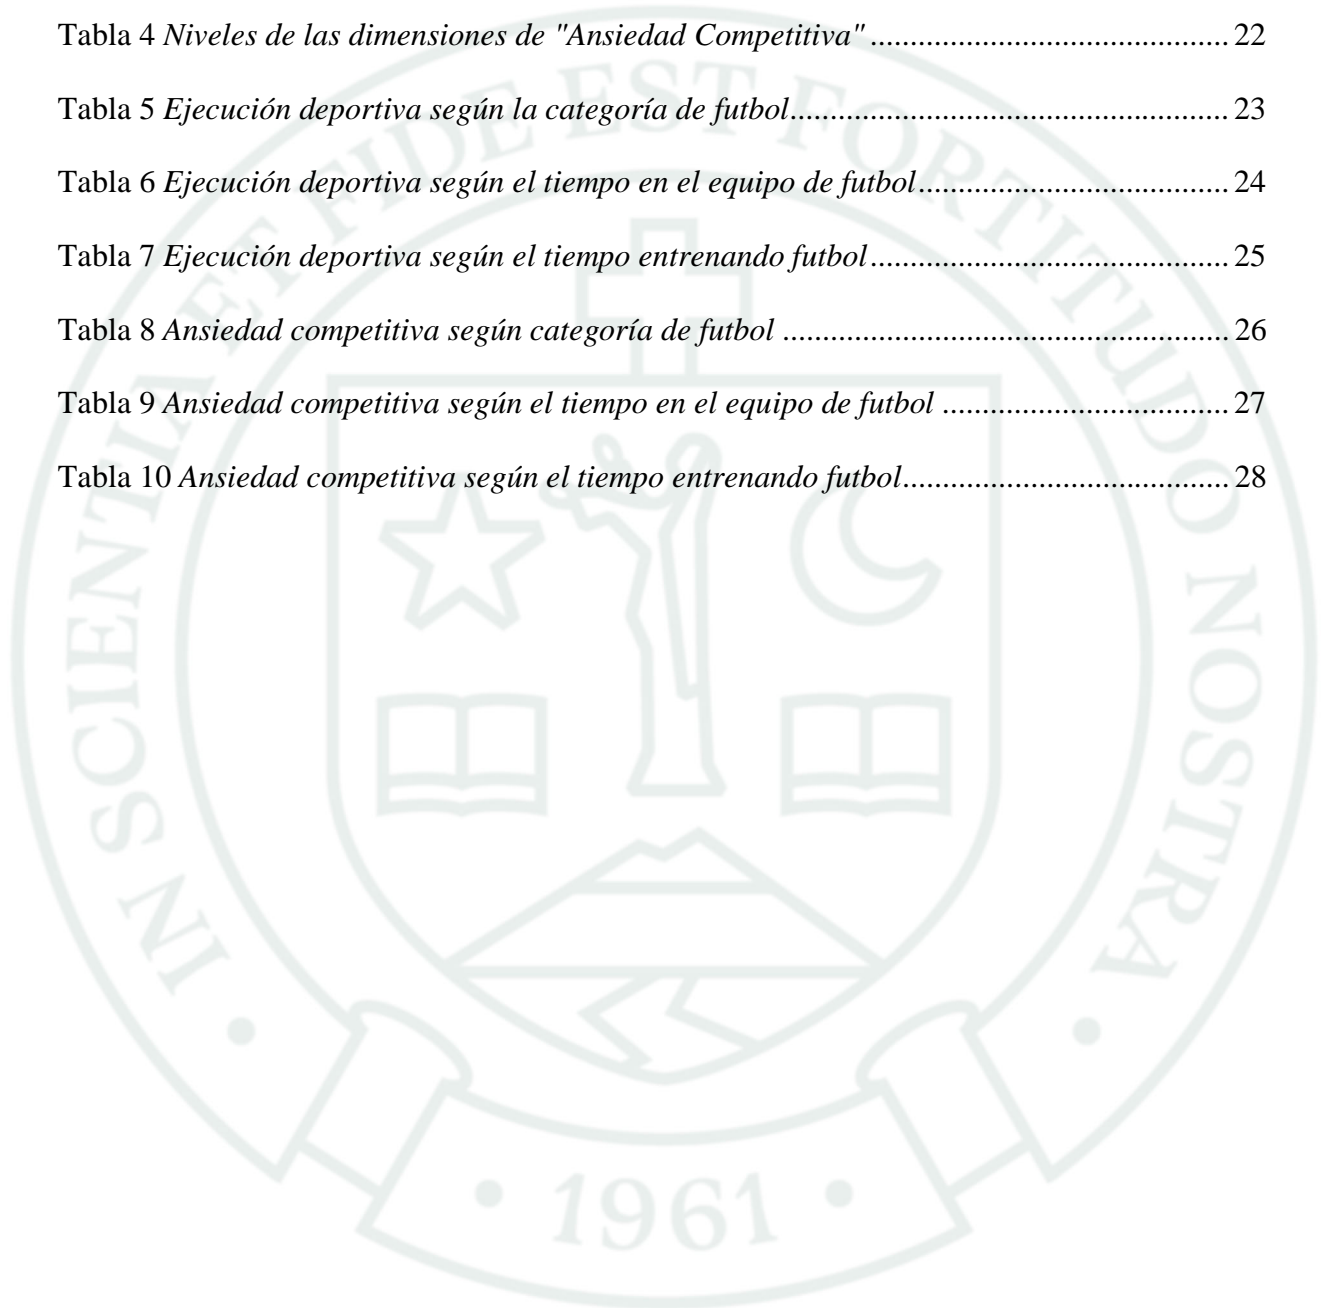 Tabla 4 Niveles de las dimensiones de "Ansiedad Competitiva" ............................................. 22
Tabla 5 Ejecución deportiva según la categoría de futbol....................................................... 23
Tabla 6 Ejecución deportiva según el tiempo en el equipo de futbol....................................... 24
Tabla 7 Ejecución deportiva según el tiempo entrenando futbol............................................. 25
Tabla 8 Ansiedad competitiva según categoría de futbol ........................................................ 26
Tabla 9 Ansiedad competitiva según el tiempo en el equipo de futbol .................................... 27
Tabla 10 Ansiedad competitiva según el tiempo entrenando futbol......................................... 28
IN SCIENTIA ET FIDE EST FORTITUDO NOSTRA
• 1961 •